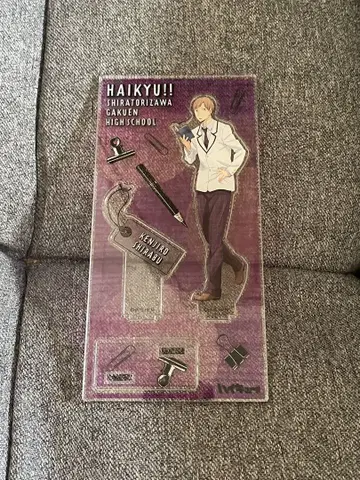 HAIKYU!!
SHIRATORIZAWA
GAKUEN
HIGH SCHOOL
KENJIRO
SHIRABU